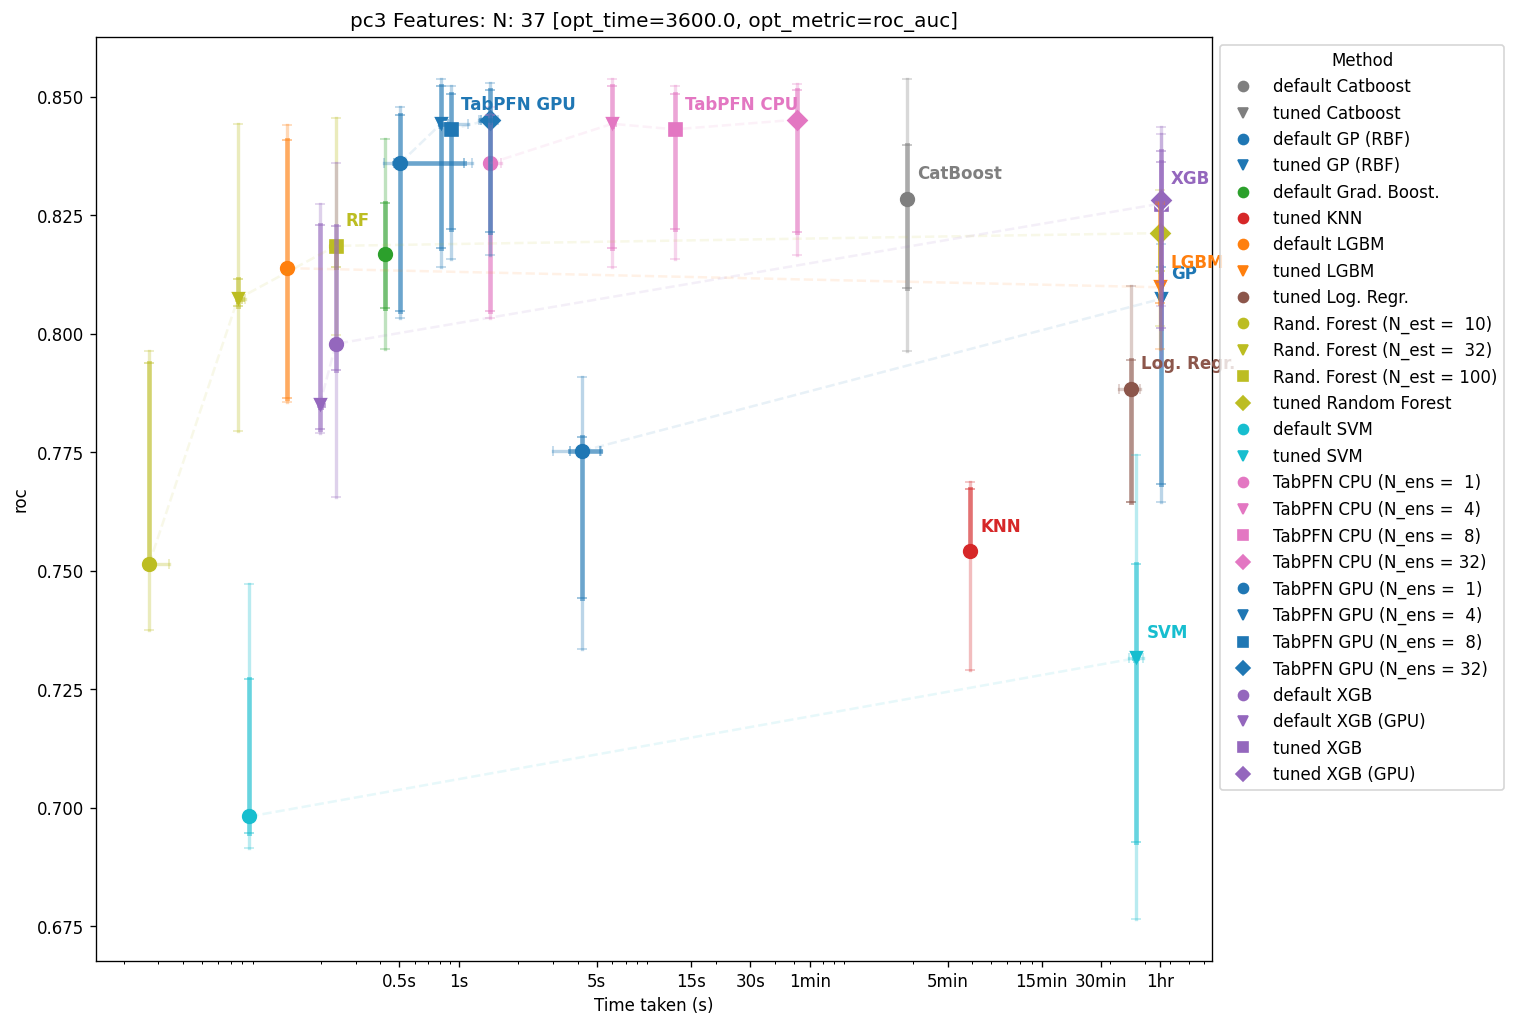 pc3 Features: N: 37 [opt_time=3600.0, opt_metric=roc_auc]
roc
0.850
0.825
0.800
0.775
0.750
0.725
0.700
0.675
TabPFN GPU
TabPFN CPU
CatBoost
XGB
RF
LGBM
GP
Log. Regr.
KNN
SVM
0.5s 1s 5s 15s 30s 1min 5min 15min 30min 1hr
Time taken (s)
Method
default Catboost
tuned Catboost
default GP (RBF)
tuned GP (RBF)
default Grad. Boost.
tuned KNN
default LGBM
tuned LGBM
tuned Log. Regr.
Rand. Forest (N_est =  10)
Rand. Forest (N_est =  32)
Rand. Forest (N_est = 100)
tuned Random Forest
default SVM
tuned SVM
TabPFN CPU (N_ens =  1)
TabPFN CPU (N_ens =  4)
TabPFN CPU (N_ens =  8)
TabPFN CPU (N_ens = 32)
TabPFN GPU (N_ens =  1)
TabPFN GPU (N_ens =  4)
TabPFN GPU (N_ens =  8)
TabPFN GPU (N_ens = 32)
default XGB
default XGB (GPU)
tuned XGB
tuned XGB (GPU)